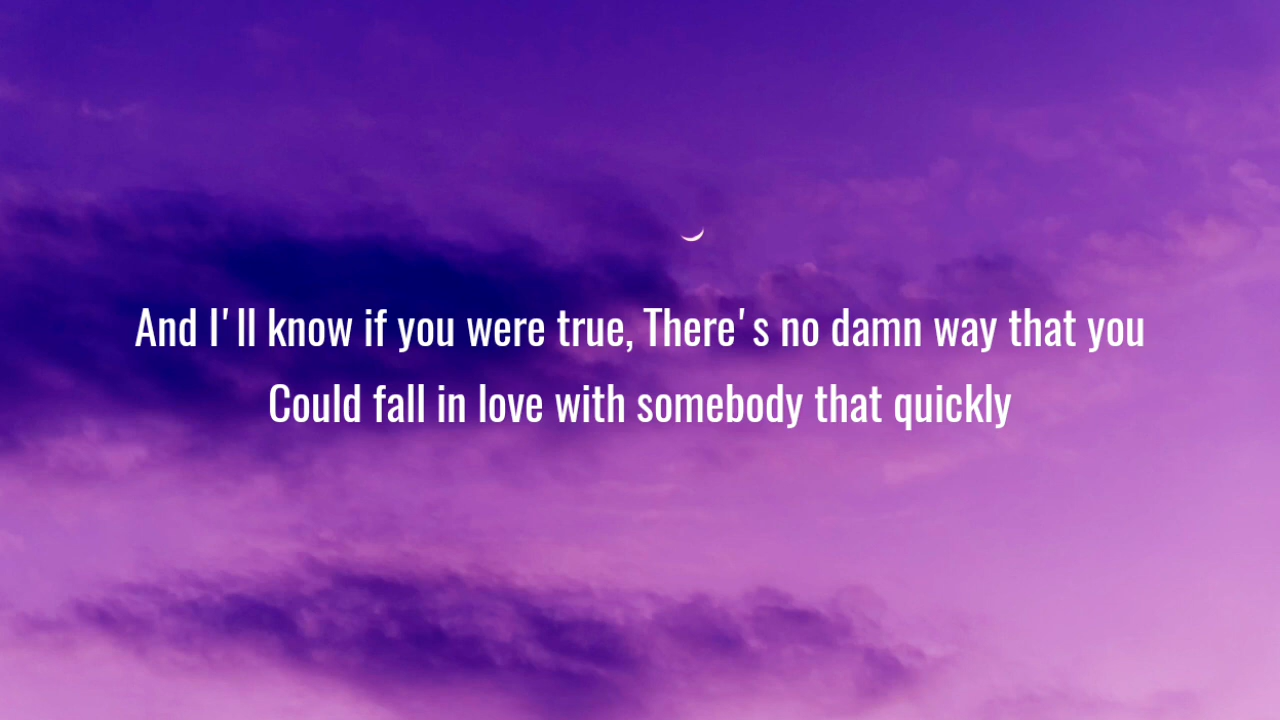 And I'll know if you were true, There's no damn way that you
Could fall in love with somebody that quickly